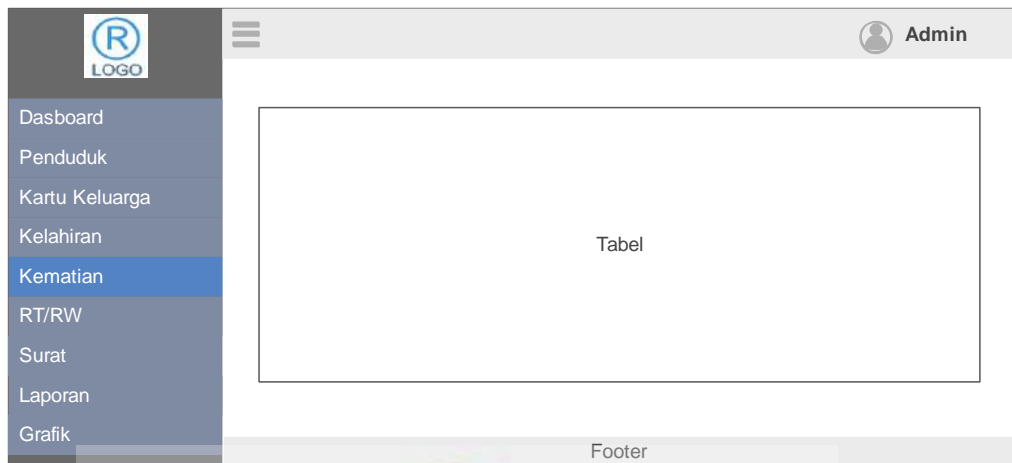 R
LOGO
Admin
Dasboard
Penduduk
Kartu Keluarga
Kelahiran
Kematian
RT/RW
Surat
Laporan
Grafik
Tabel
Footer